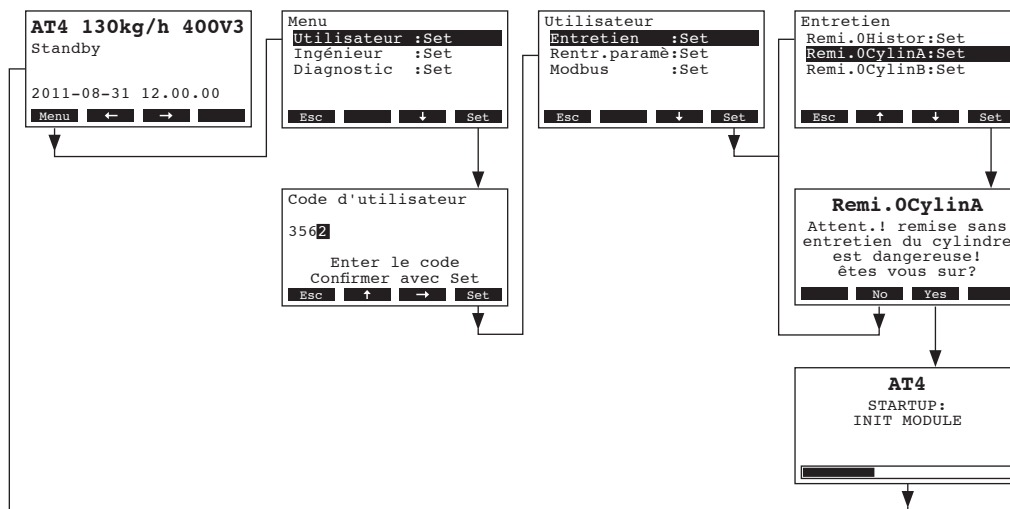 AT4 130kg/h 400V3
Standby
2011-08-31 12.00.00
Menu ← →
Menu
Utilisateur :Set
Ingénieur :Set
Diagnostic :Set
Esc ↓ Set
Utilisateur
Entretien :Set
Rentr.paramè:Set
Modbus :Set
Esc ↓ Set
Entretien
Remi.0Histor:Set
Remi.0CylinA:Set
Remi.0CylinB:Set
Esc ↑ ↓ Set
Code d'utilisateur
3562
Enter le code
Confirmer avec Set
Esc ↑ → Set
Remi.0CylinA
Attent.! remise sans
entretien du cylindre
est dangereuse!
êtes vous sur?
No Yes
AT4
STARTUP:
INIT MODULE